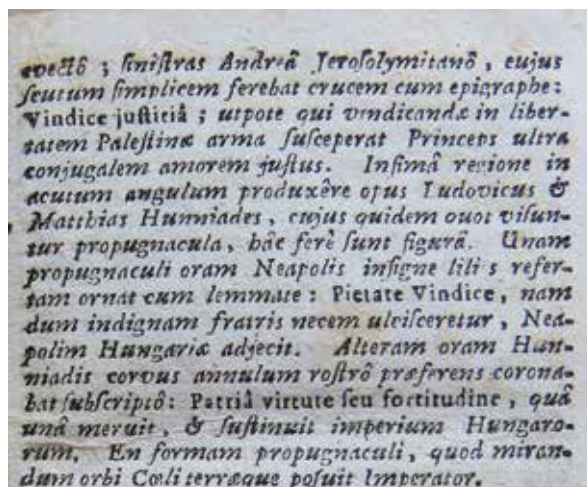 evectô ; sinistras Andreâ Jerosolymitanô , cujus
scutum simplicem ferebat crucem cum epigraphe:
Vindice justitiâ ; utpote qui vindicandæ in liber-
tatem Palestinæ arma susceperat Princeps ultra
conjugalem amorem justus. Infimâ regione in
acutum angulum produxêre opus Ludovicus &
Matthias Hunniades , cujus quidem quot visun-
tur propugnacula , hâc ferè sunt figurâ. Unam
propugnaculi oram Neapolis insigne lili s refer-
tam ornat cum lemmate : Pietate Vindice , nam
dum indignam fratris necem ulcisceretur , Nea-
polim Hungariæ adjecit. Alteram oram Hun-
niadis corvus annulum rostrô præferens corona-
bat subscriptô: Patriâ virtute seu fortitudine , quâ
unâ meruit , & sustinuit imperium Hungaro-
rum. En formam propugnaculi , quod miran-
dum orbi Cœli terræque posuit Imperator.